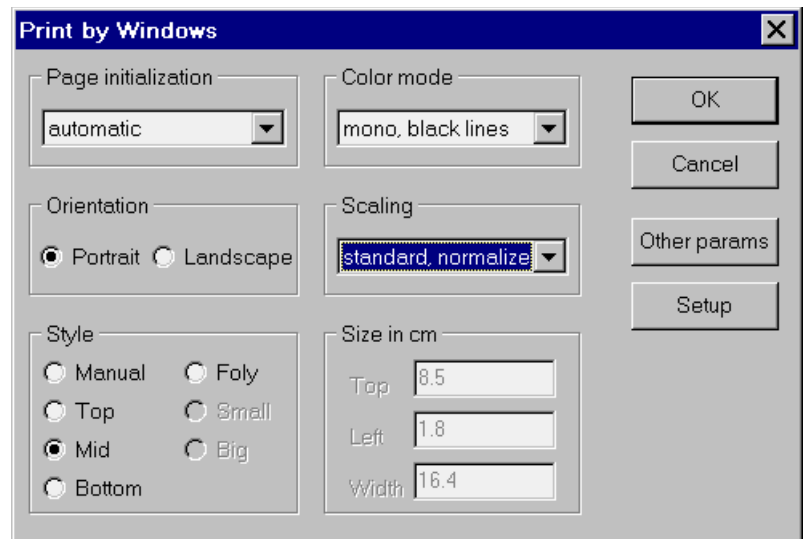 Print by Windows
Page initialization
automatic
Color mode
mono, black lines
OK
Cancel
Orientation
Portrait Landscape
Scaling
standard, normalize
Other params
Setup
Style
Manual Foly
Top Small
Mid Big
Bottom
Size in cm
Top 8.5
Left 1.8
Width 16.4